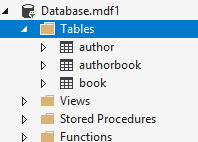 Database.mdf1
Tables
author
authorbook
book
Views
Stored Procedures
Functions